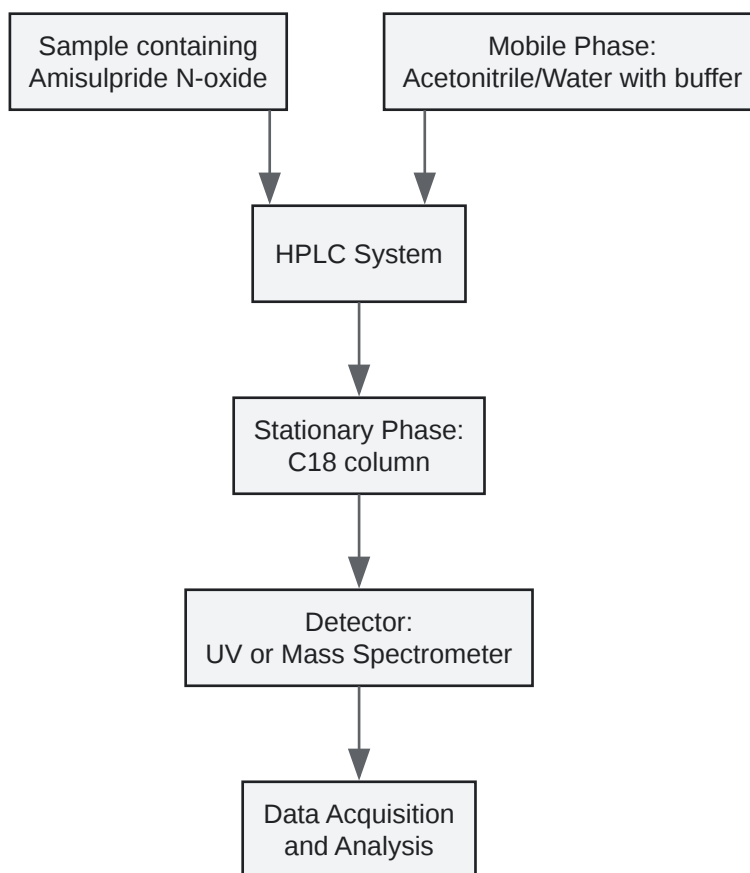 Sample containing
Amisulpride N-oxide
Mobile Phase:
Acetonitrile/Water with buffer
HPLC System
Stationary Phase:
C18 column
Detector:
UV or Mass Spectrometer
Data Acquisition
and Analysis